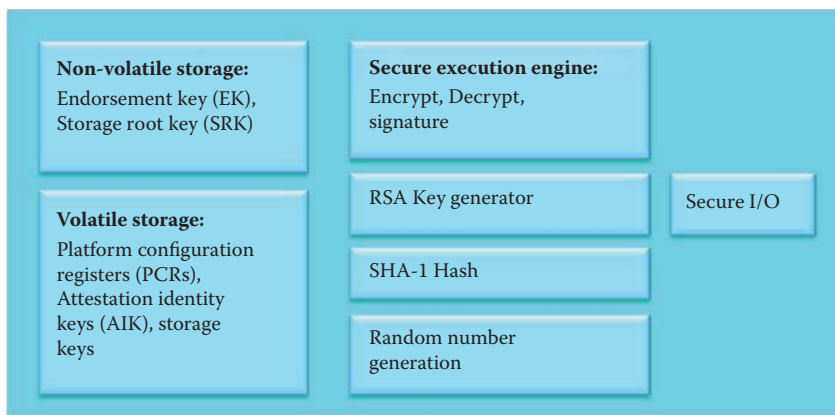 Non-volatile storage:
Endorsement key (EK),
Storage root key (SRK)
Volatile storage:
Platform configuration
registers (PCRs),
Attestation identity
keys (AIK), storage
keys
Secure execution engine:
Encrypt, Decrypt,
signature
RSA Key generator
SHA-1 Hash
Random number
generation
Secure I/O